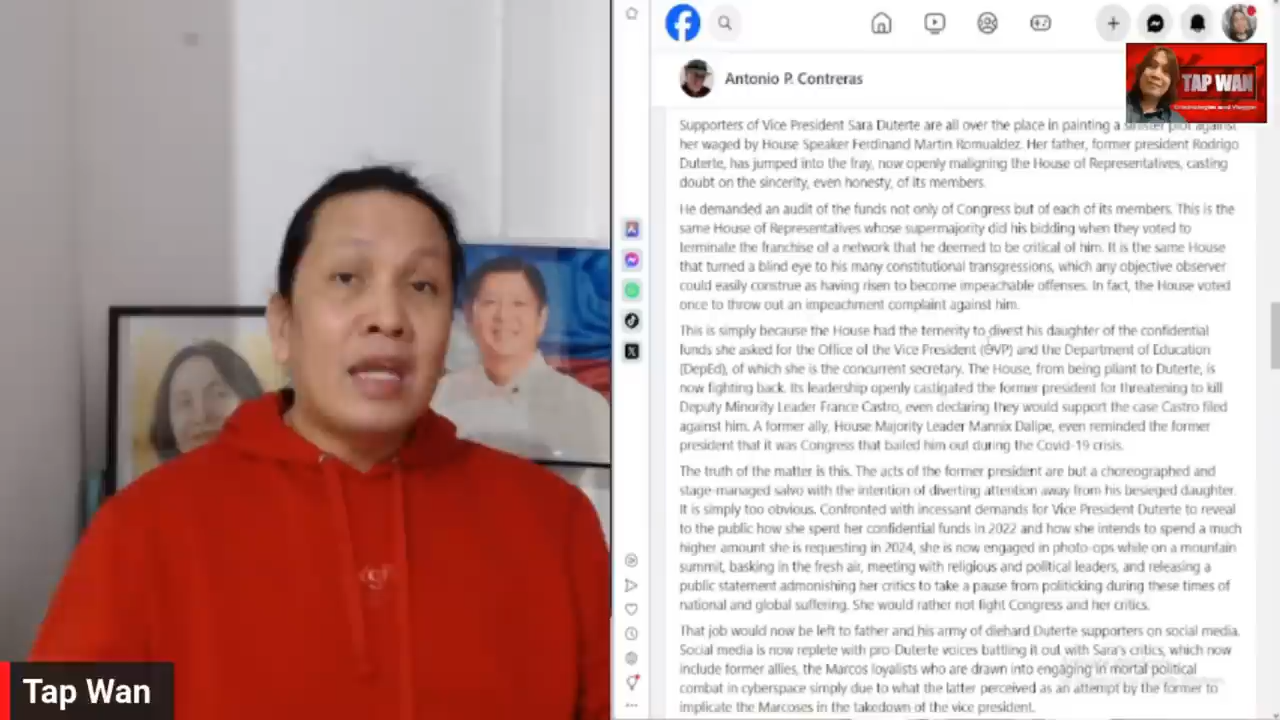 Antonio P. Contreras
TAP WAN
Supporters of Vice President Sara Duterte are all over the place in painting a sinister plot against
her waged by House Speaker Ferdinand Martin Romualdez. Her father, former president Rodrigo
Duterte, has jumped into the fray, now openly maligning the House of Representatives, casting
doubt on the sincerity, even honesty, of its members.
He demanded an audit of the funds not only of Congress but of each of its members. This is the
same House of Representatives whose supermajority did his bidding when they voted to
terminate the franchise of a network that he deemed to be critical of him. It is the same House
that turned a blind eye to his many constitutional transgressions, which any objective observer
could easily construe as having risen to become impeachable offenses. In fact, the House voted
once to throw out an impeachment complaint against him.
This is simply because the House had the temerity to divest his daughter of the confidential
funds she asked for the Office of the Vice President (OVP) and the Department of Education
(DepEd), of which she is the concurrent secretary. The House, from being pliant to Duterte, is
now fighting back. Its leadership openly castigated the former president for threatening to kill
Deputy Minority Leader France Castro, even declaring they would support the case Castro filed
against him. A former ally, House Majority Leader Mannix Dalipe, even reminded the former
president that it was Congress that bailed him out during the Covid-19 crisis.
The truth of the matter is this. The acts of the former president are but a choreographed and
stage-managed salvo with the intention of diverting attention away from his besieged daughter.
It is simply too obvious. Confronted with incessant demands for Vice President Duterte to reveal
to the public how she spent her confidential funds in 2022 and how she intends to spend a much
higher amount she is requesting in 2024, she is now engaged in photo-ops while on a mountain
summit, basking in the fresh air, meeting with religious and political leaders, and releasing a
public statement admonishing her critics to take a pause from politicking during these times of
national and global suffering. She would rather not fight Congress and her critics.
That job would now be left to father and his army of diehard Duterte supporters on social media.
Social media is now replete with pro-Duterte voices battling it out with Sara's critics, which now
include former allies, the Marcos loyalists who are drawn into engaging in mortal political
combat in cyberspace simply due to what the latter perceived as an attempt by the former to
implicate the Marcoses in the takedown of the vice president.
Tap Wan